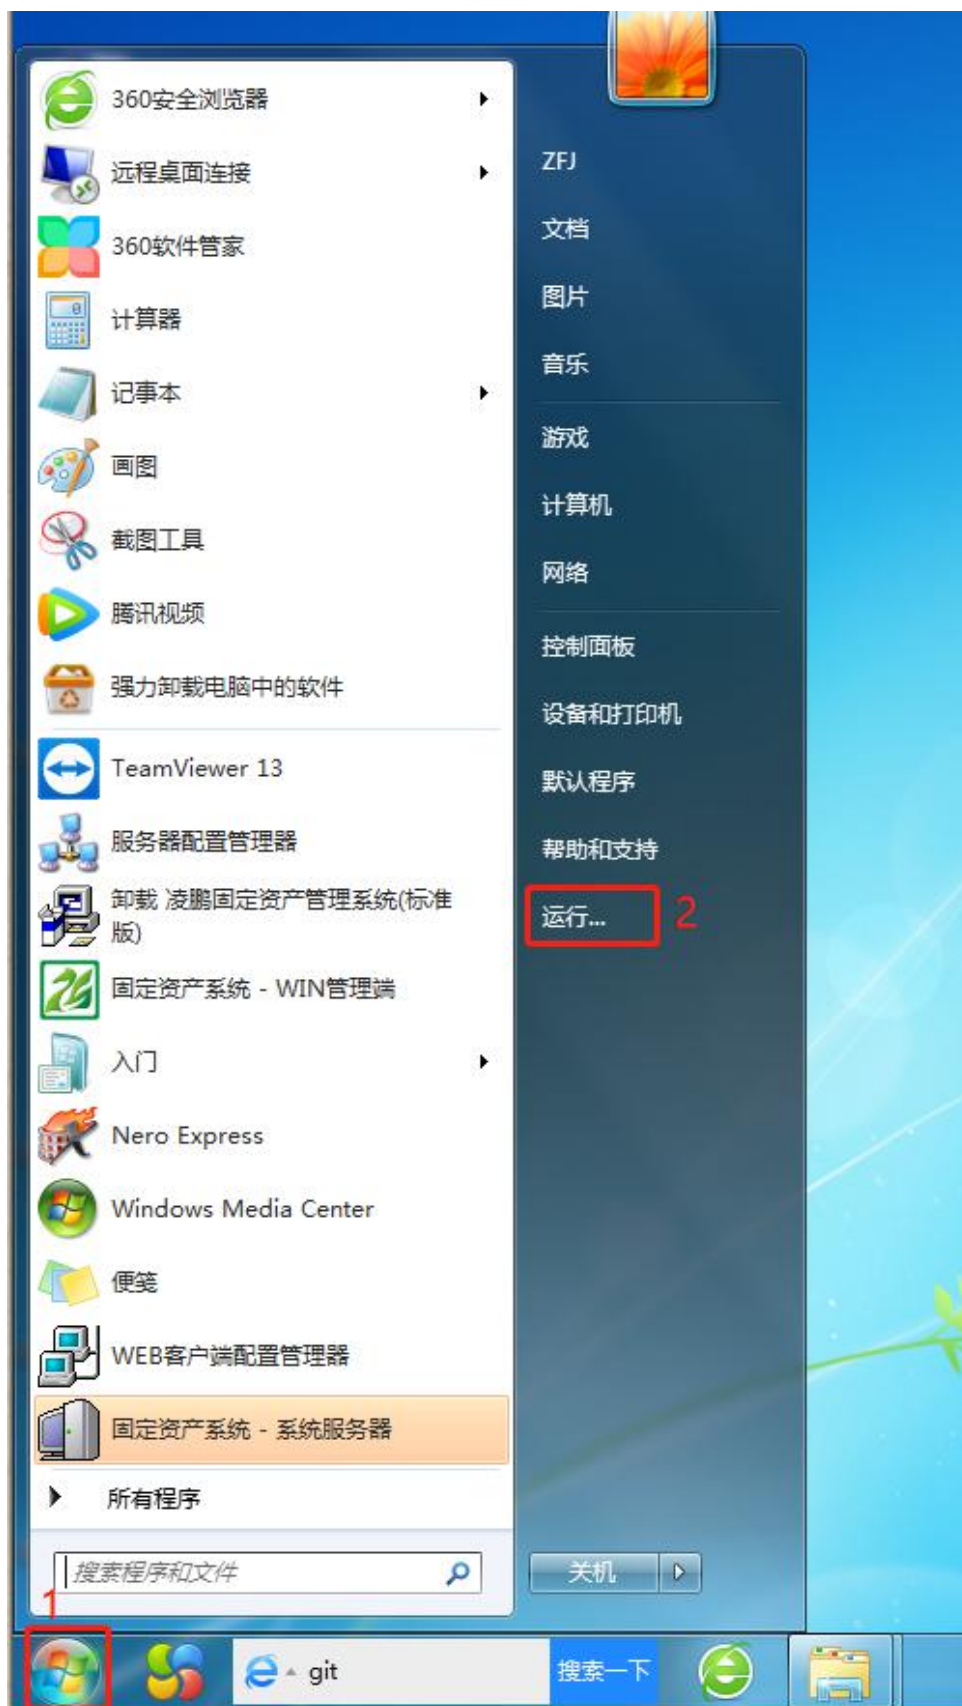 360安全浏览器
远程桌面连接
360软件管家
计算器
记事本
画图
截图工具
腾讯视频
强力卸载电脑中的软件
TeamViewer 13
服务器配置管理器
卸载 凌鹏固定资产管理系统(标准
版)
固定资产系统 - WIN管理端
入门
Nero Express
Windows Media Center
便笺
WEB客户端配置管理器
固定资产系统 - 系统服务器
所有程序
搜索程序和文件
1
ZFJ
文档
图片
音乐
游戏
计算机
网络
控制面板
设备和打印机
默认程序
帮助和支持
运行... 2
关机
git
搜索一下